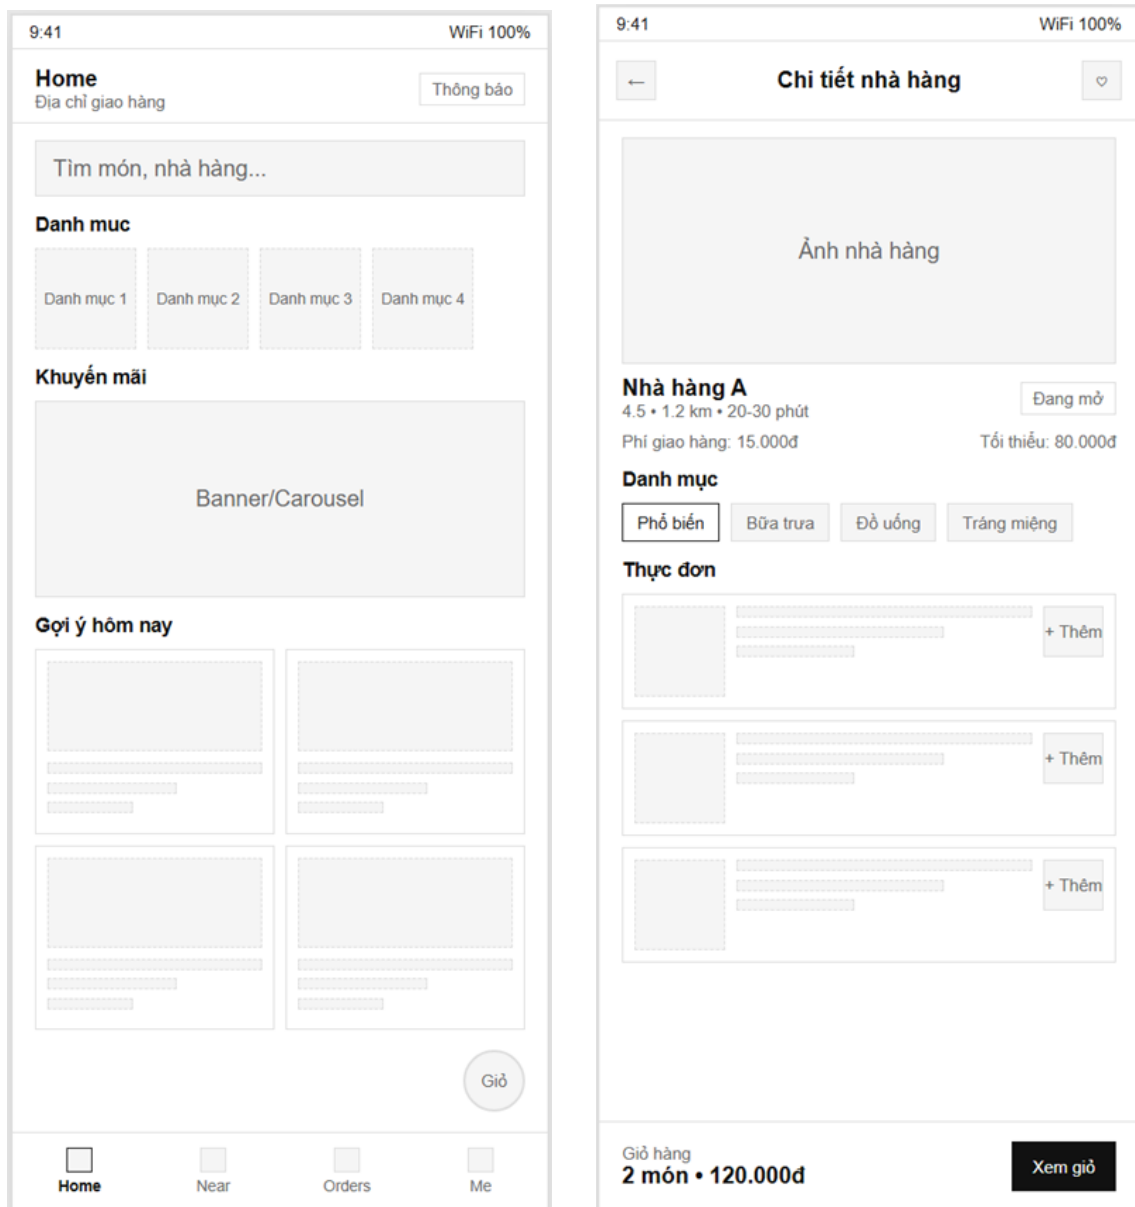 9:41 WiFi 100%
Home
Địa chỉ giao hàng
Thông báo
Tìm món, nhà hàng...
Danh muc
Danh mục 1 Danh mục 2 Danh mục 3 Danh mục 4
Khuyến mãi
Banner/Carousel
Gợi ý hôm nay
Giỏ
Home Near Orders Me
9:41 WiFi 100%
← Chi tiết nhà hàng ♡
Ảnh nhà hàng
Nhà hàng A
4.5 • 1.2 km • 20-30 phút
Đang mở
Phí giao hàng: 15.000đ Tối thiểu: 80.000đ
Danh mục
Phổ biến Bữa trưa Đồ uống Tráng miệng
Thực đơn
+ Thêm
+ Thêm
+ Thêm
Giỏ hàng
2 món • 120.000đ
Xem giỏ